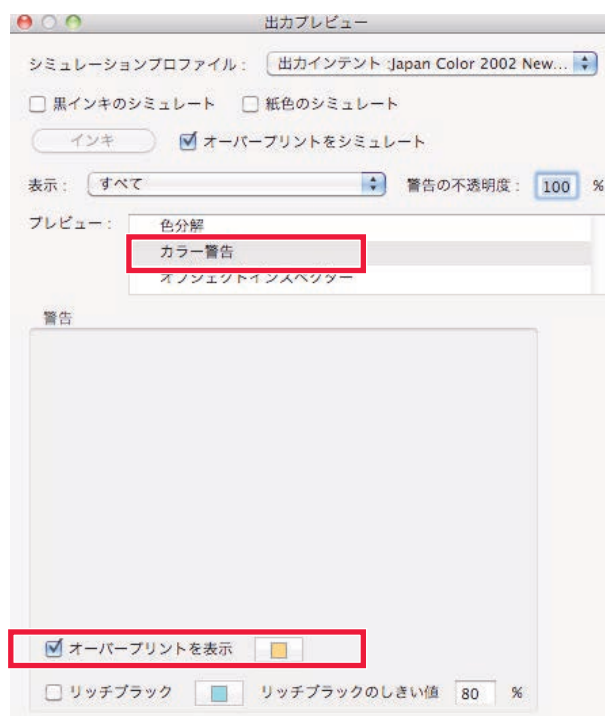 出力プレビュー
シミュレーションプロファイル： 出力インテント :Japan Color 2002 New...
黒インキのシミュレート 紙色のシミュレート
インキ オーバープリントをシミュレート
表示： すべて 警告の不透明度： 100 %
プレビュー： 色分解
カラー警告
オブジェクトインスペクター
警告
オーバープリントを表示
リッチブラック リッチブラックのしきい値 80 %